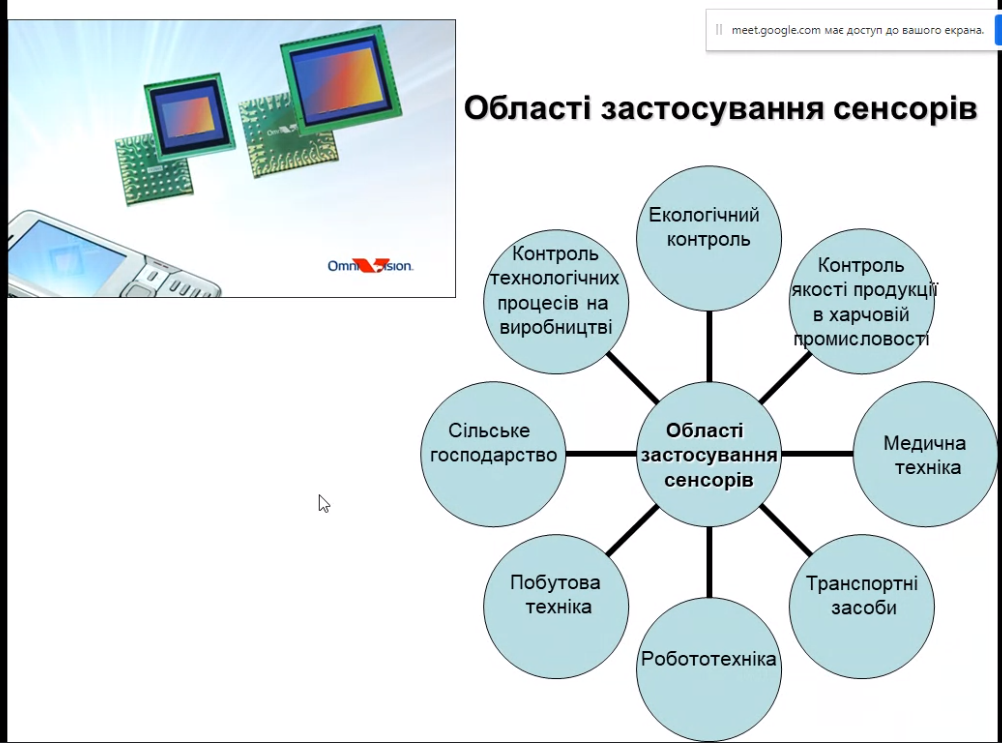 meet.google.com має доступ до вашого екрана.
Області застосування сенсорів
OmniVision.
Екологічний
контроль
Контроль
якості продукції
в харчовій
промисловості
Медична
техніка
Транспортні
засоби
Робототехніка
Побутова
техніка
Сільське
господарство
Контроль
технологічних
процесів на
виробництві
Області
застосування
сенсорів